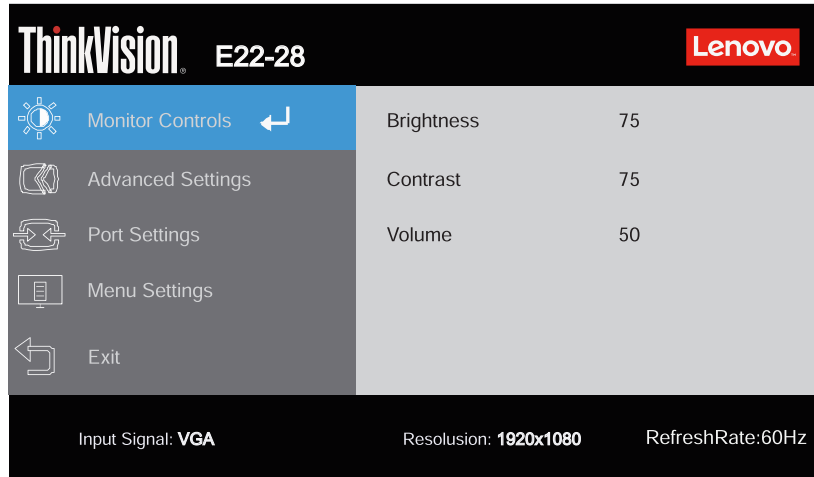 ThinkVision® E22-28
Lenovo
Monitor Controls
Brightness 75
Advanced Settings
Contrast 75
Port Settings
Volume 50
Menu Settings
Exit
Input Signal: VGA
Resolusion: 1920x1080
RefreshRate:60Hz